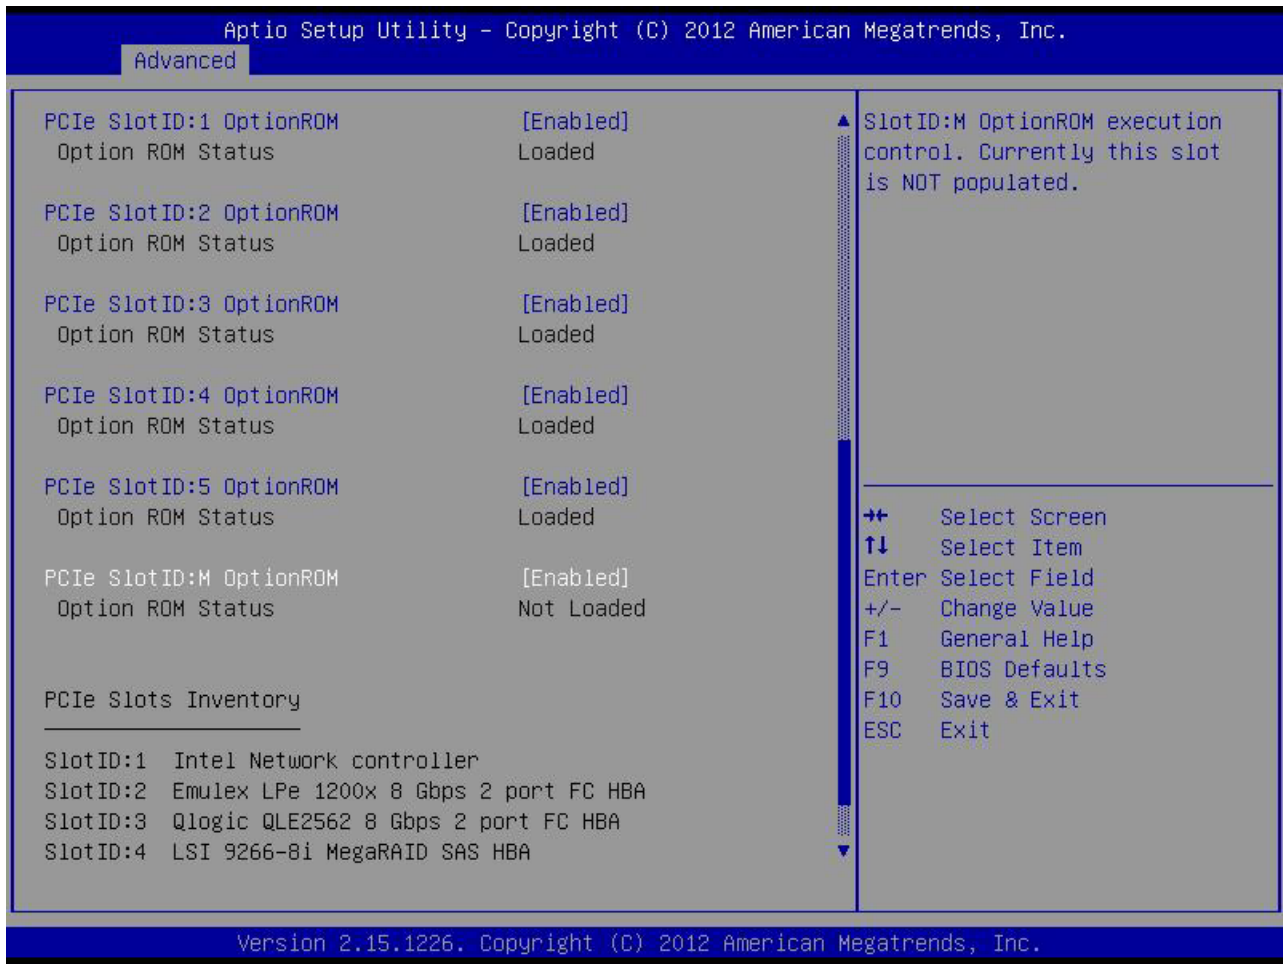 Aptio Setup Utility – Copyright (C) 2012 American Megatrends, Inc.
Advanced
PCIe SlotID:1 OptionROM [Enabled]
Option ROM Status Loaded
PCIe SlotID:2 OptionROM [Enabled]
Option ROM Status Loaded
PCIe SlotID:3 OptionROM [Enabled]
Option ROM Status Loaded
PCIe SlotID:4 OptionROM [Enabled]
Option ROM Status Loaded
PCIe SlotID:5 OptionROM [Enabled]
Option ROM Status Loaded
PCIe SlotID:M OptionROM [Enabled]
Option ROM Status Not Loaded
PCIe Slots Inventory
SlotID:1 Intel Network controller
SlotID:2 Emulex LPe 1200x 8 Gbps 2 port FC HBA
SlotID:3 Qlogic QLE2562 8 Gbps 2 port FC HBA
SlotID:4 LSI 9266-8i MegaRAID SAS HBA
SlotID:M OptionROM execution
control. Currently this slot
is NOT populated.
→← Select Screen
↑↓ Select Item
Enter Select Field
+/- Change Value
F1 General Help
F9 BIOS Defaults
F10 Save & Exit
ESC Exit
Version 2.15.1226. Copyright (C) 2012 American Megatrends, Inc.